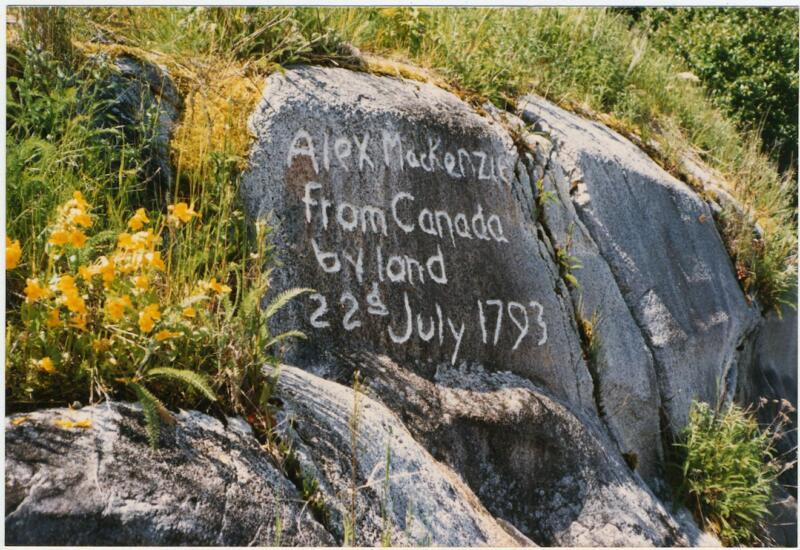 Alex MacKenzie
from Canada
by land
22d July 1793